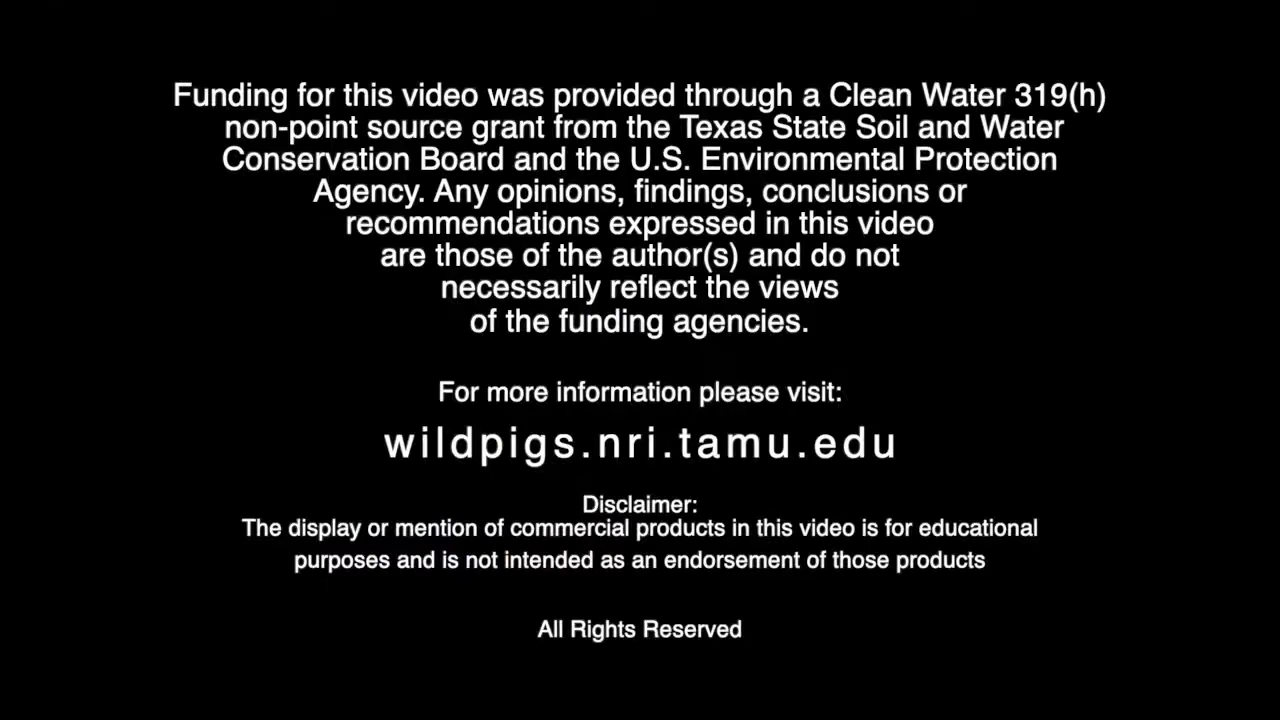 Funding for this video was provided through a Clean Water 319(h)
non-point source grant from the Texas State Soil and Water
Conservation Board and the U.S. Environmental Protection
Agency. Any opinions, findings, conclusions or
recommendations expressed in this video
are those of the author(s) and do not
necessarily reflect the views
of the funding agencies.
For more information please visit:
wildpigs.nri.tamu.edu
Disclaimer:
The display or mention of commercial products in this video is for educational
purposes and is not intended as an endorsement of those products
All Rights Reserved